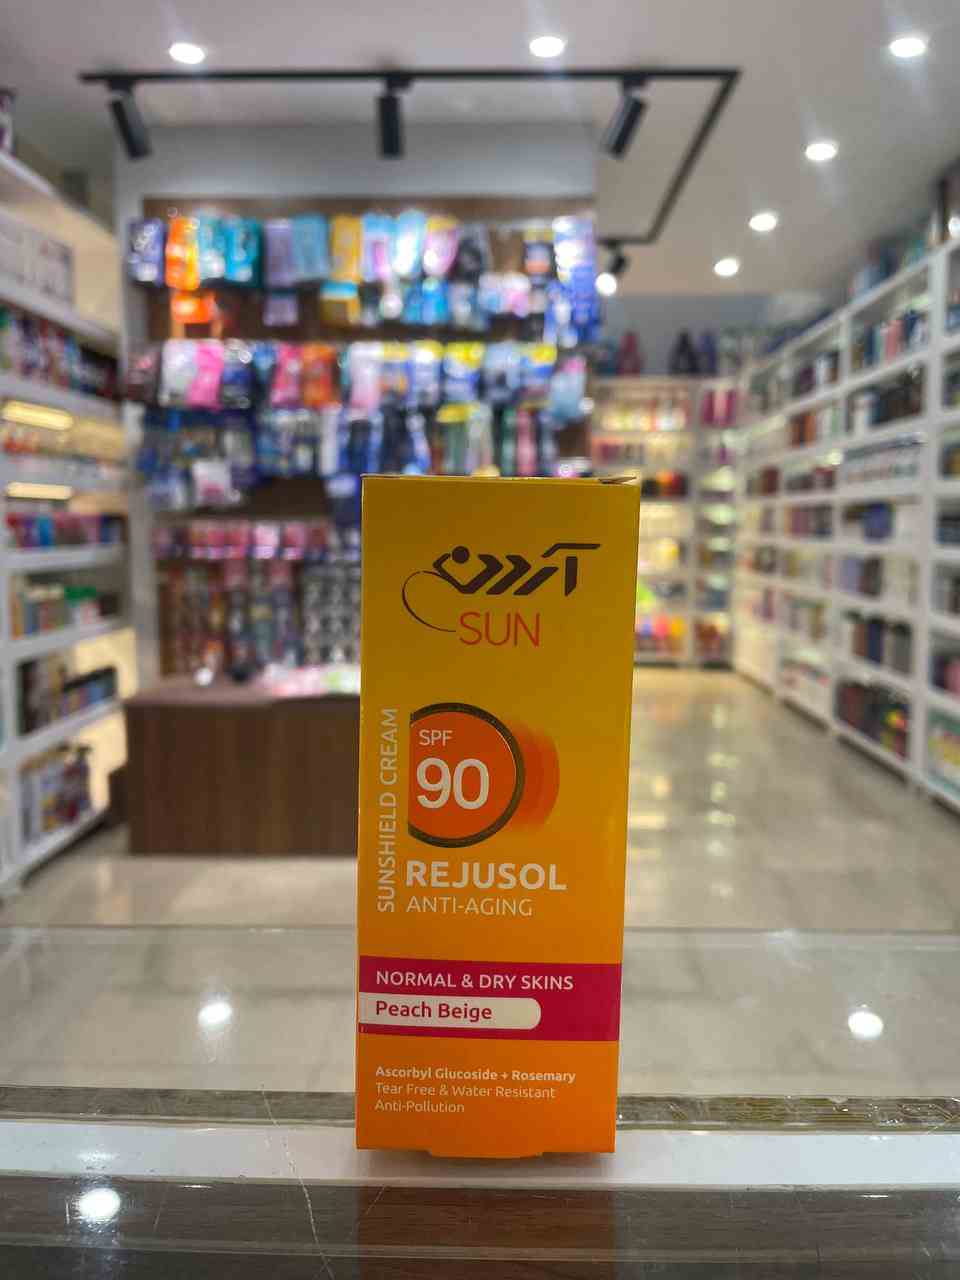 آردن
SUN
SPF
90
SUNSHIELD CREAM
REJUSOL
ANTI-AGING
NORMAL & DRY SKINS
Peach Beige
Ascorbyl Glucoside + Rosemary
Tear Free & Water Resistant
Anti-Pollution